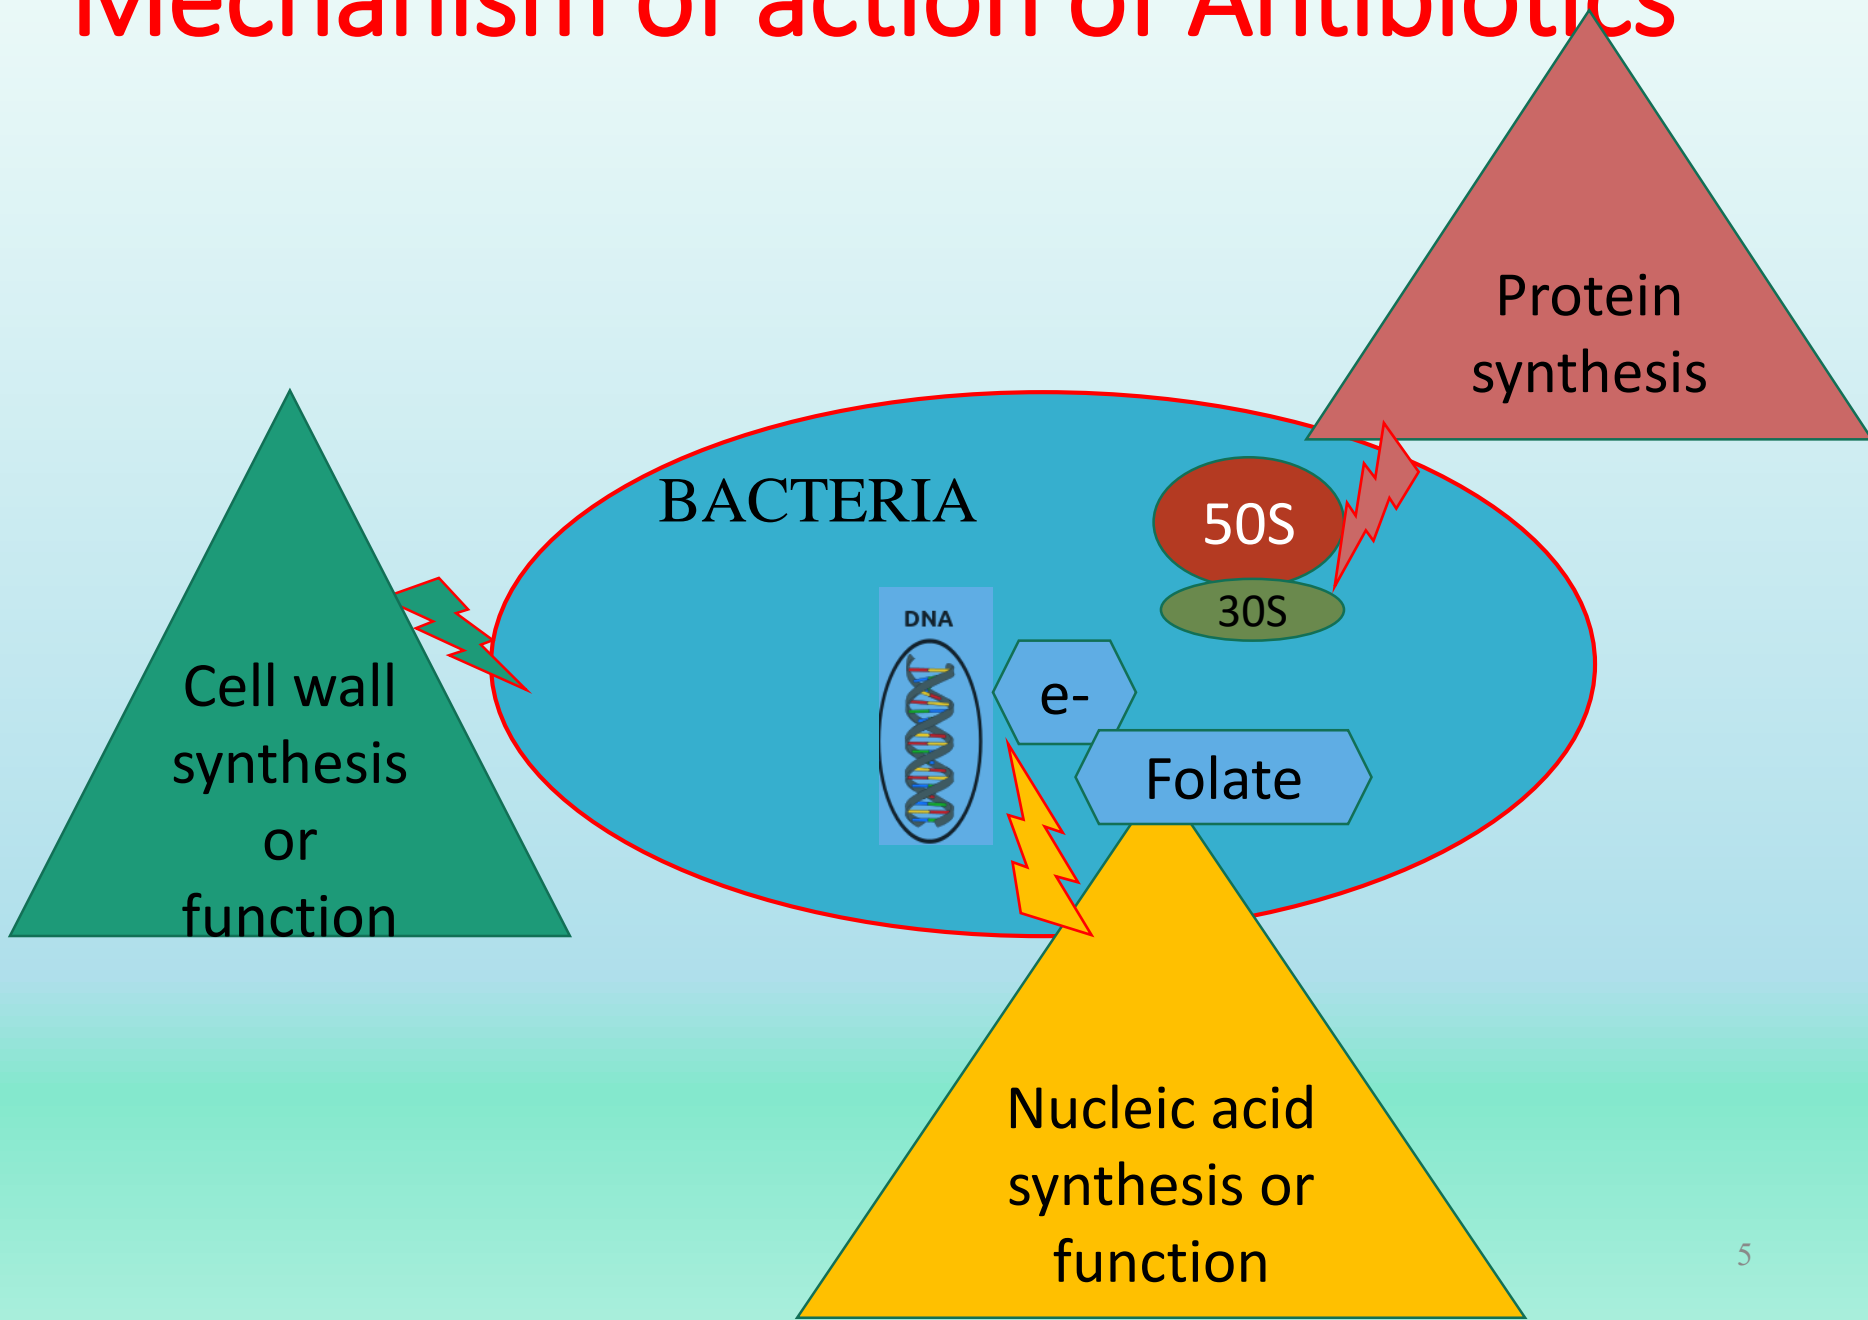 Mechanism of action of Antibiotics
Protein
synthesis
BACTERIA
50S
30S
DNA
e-
Folate
Cell wall
synthesis
or
function
Nucleic acid
synthesis or
function
5